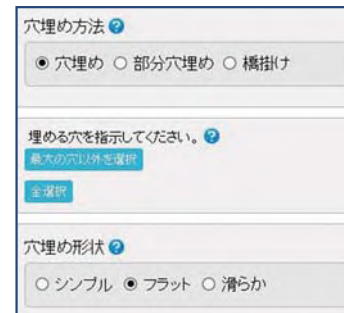 穴埋め方法 ?
穴埋め 部分穴埋め 橋掛け
埋める穴を指示してください。 ?
最大の穴以外を選択
全選択
穴埋め形状 ?
シンプル フラット 滑らか